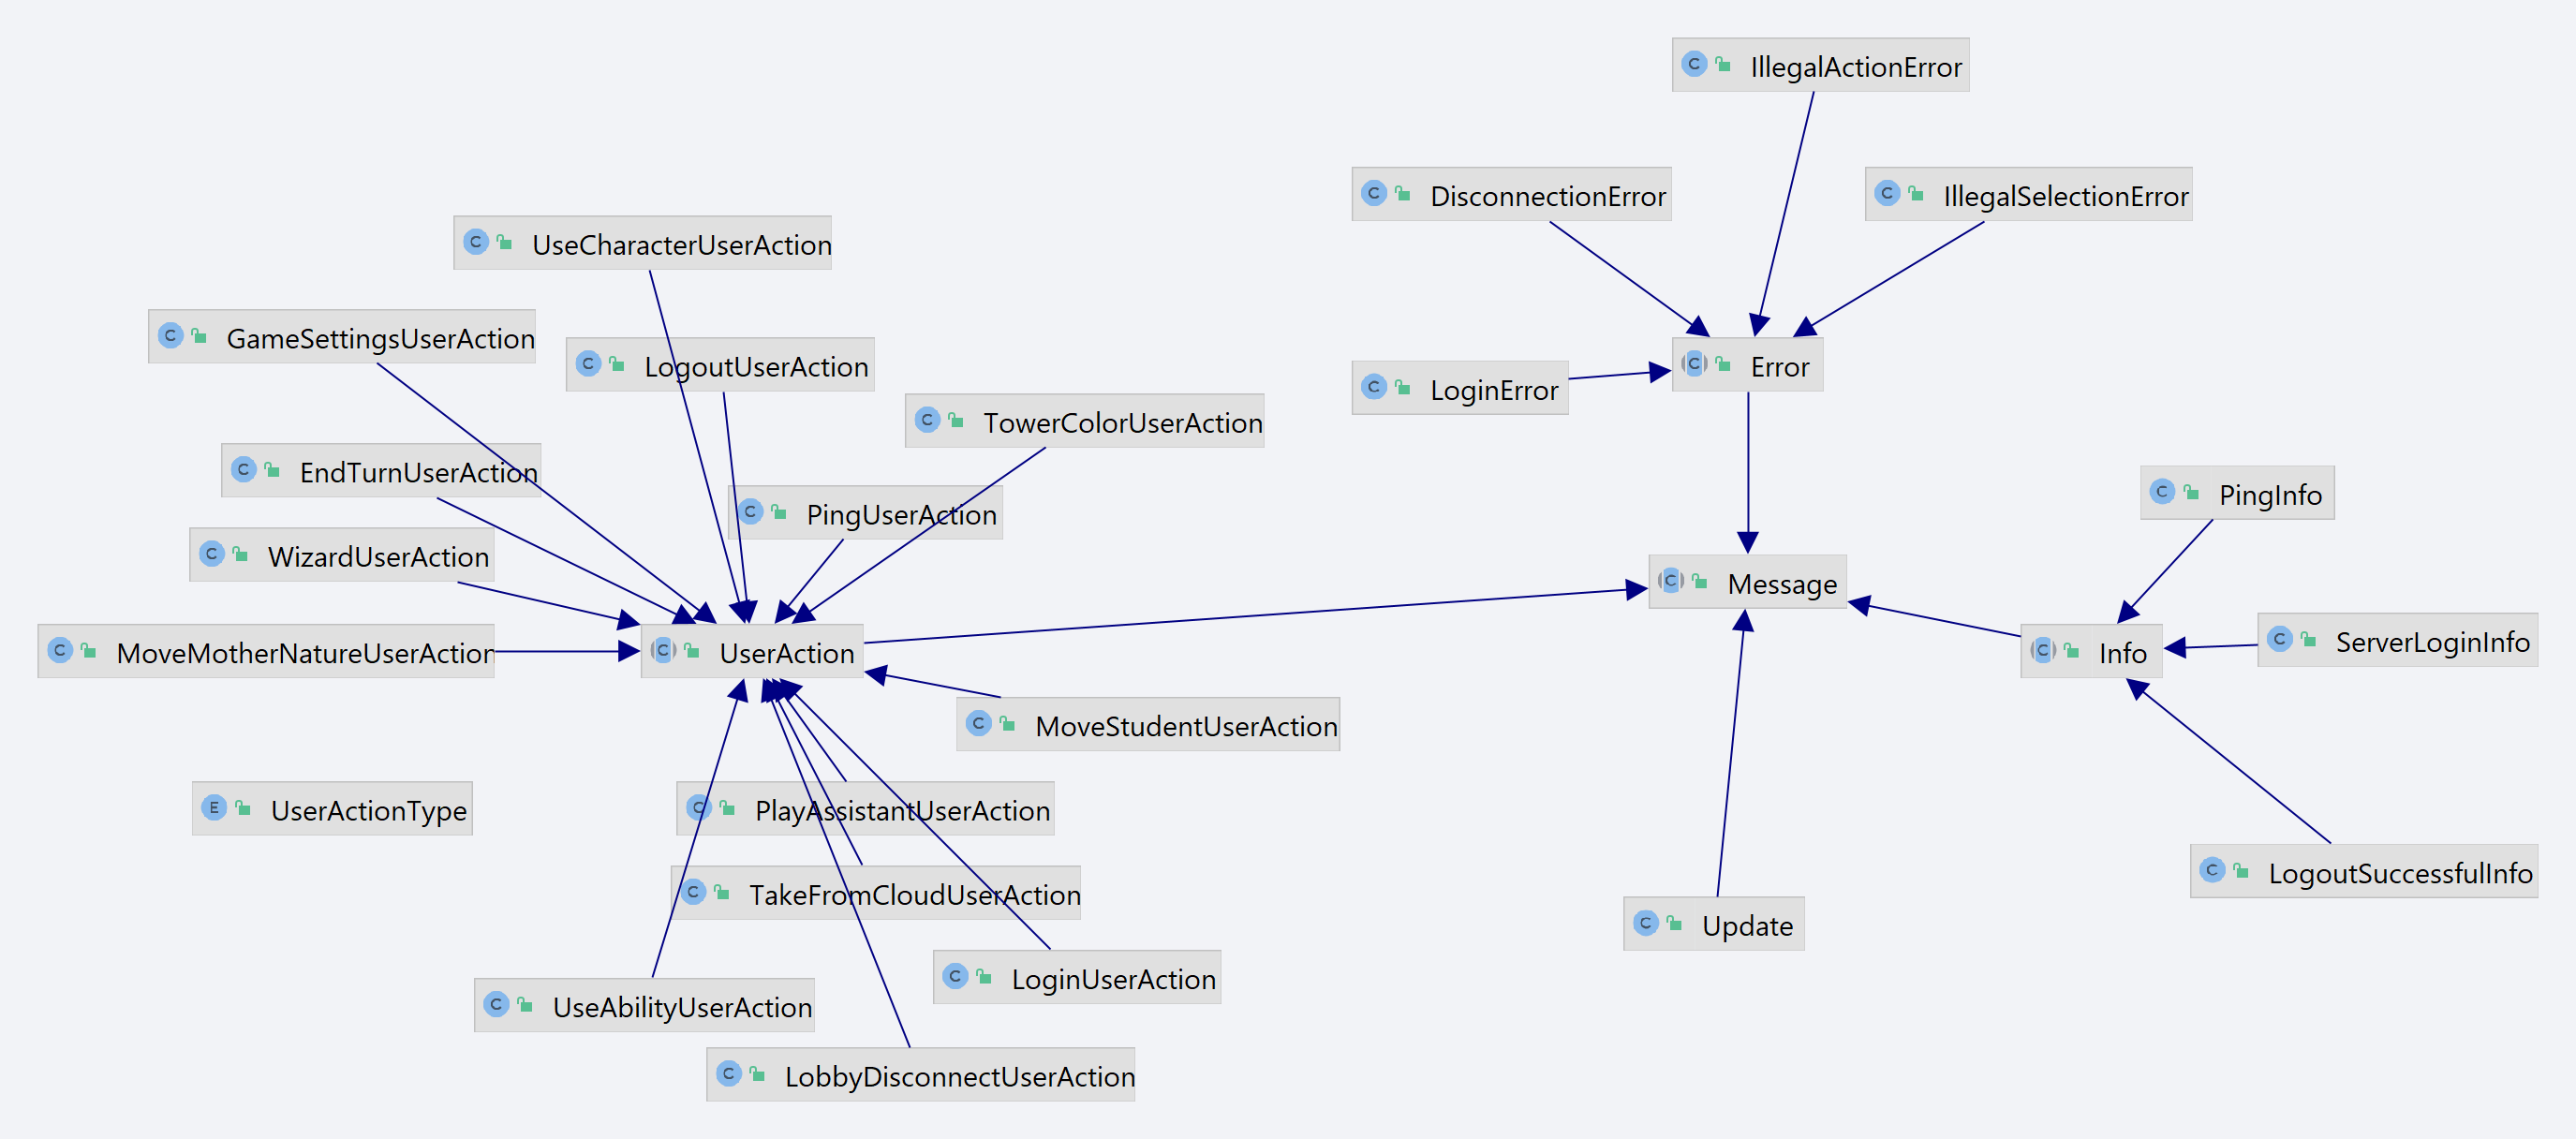 IllegalActionError
DisconnectionError
IllegalSelectionError
UseCharacterUserAction
GameSettingsUserAction
LogoutUserAction
Error
LoginError
TowerColorUserAction
EndTurnUserAction
PingInfo
PingUserAction
WizardUserAction
Message
MoveMotherNatureUserAction
UserAction
Info
ServerLoginInfo
MoveStudentUserAction
UserActionType
PlayAssistantUserAction
LogoutSuccessfulInfo
TakeFromCloudUserAction
Update
LoginUserAction
UseAbilityUserAction
LobbyDisconnectUserAction